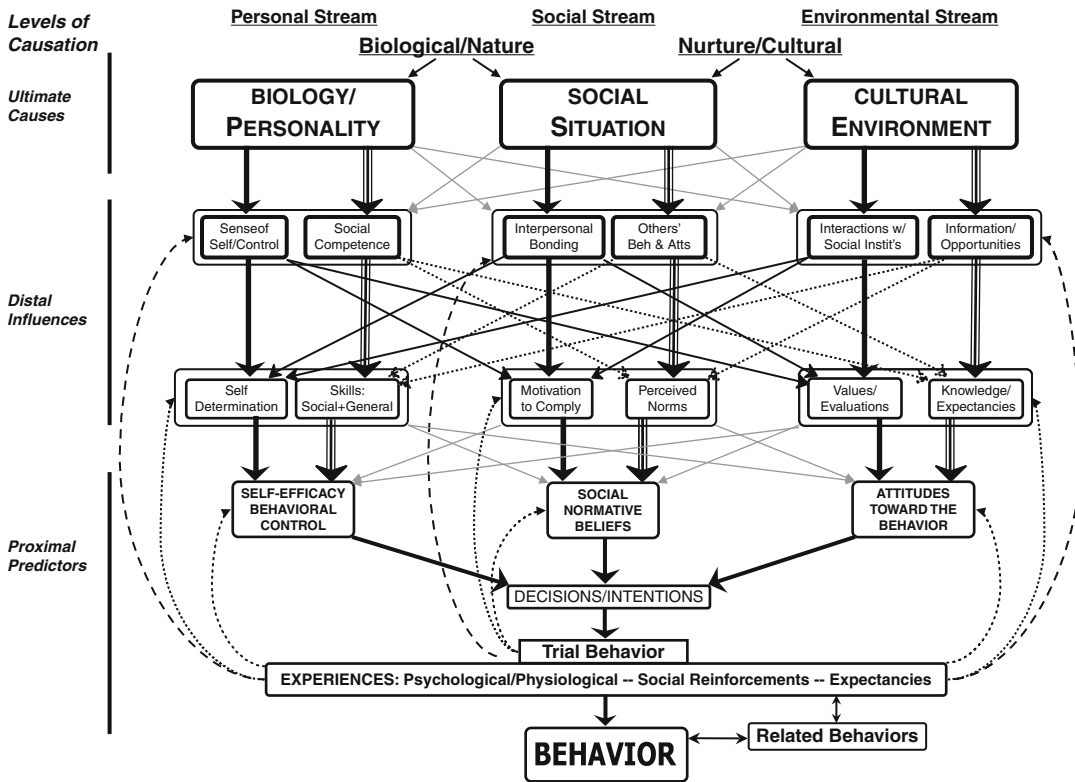 Levels of
Causation
Personal Stream
Social Stream
Environmental Stream
Biological/Nature
Nurture/Cultural
Ultimate
Causes
BIOLOGY/
PERSONALITY
SOCIAL
SITUATION
CULTURAL
ENVIRONMENT
Distal
Influences
Senseof
Self/Control
Social
Competence
Interpersonal
Bonding
Others'
Beh & Atts
Interactions w/
Social Instit's
Information/
Opportunities
Self
Determination
Skills:
Social+General
Motivation
to Comply
Perceived
Norms
Values/
Evaluations
Knowledge/
Expectancies
Proximal
Predictors
SELF-EFFICACY
BEHAVIORAL
CONTROL
SOCIAL
NORMATIVE
BELIEFS
ATTITUDES
TOWARD THE
BEHAVIOR
DECISIONS/INTENTIONS
Trial Behavior
EXPERIENCES: Psychological/Physiological -- Social Reinforcements -- Expectancies
BEHAVIOR
Related Behaviors